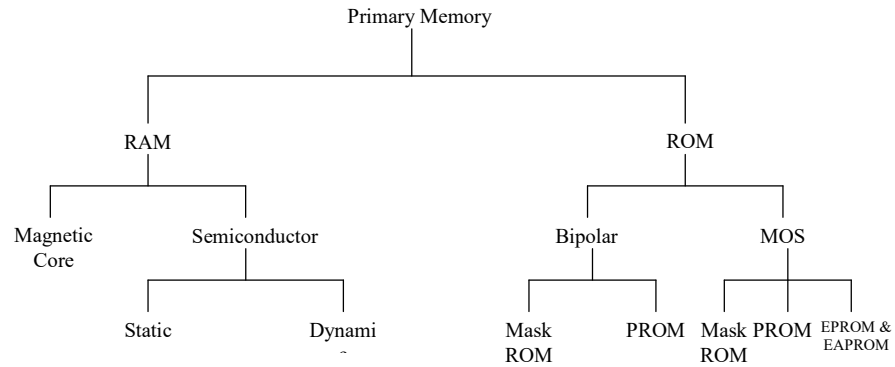 Primary Memory
RAM
ROM
Magnetic
Core
Semiconductor
Bipolar
MOS
Static
Dynami
Mask
ROM
PROM
Mask
ROM
PROM
EPROM &
EAPROM